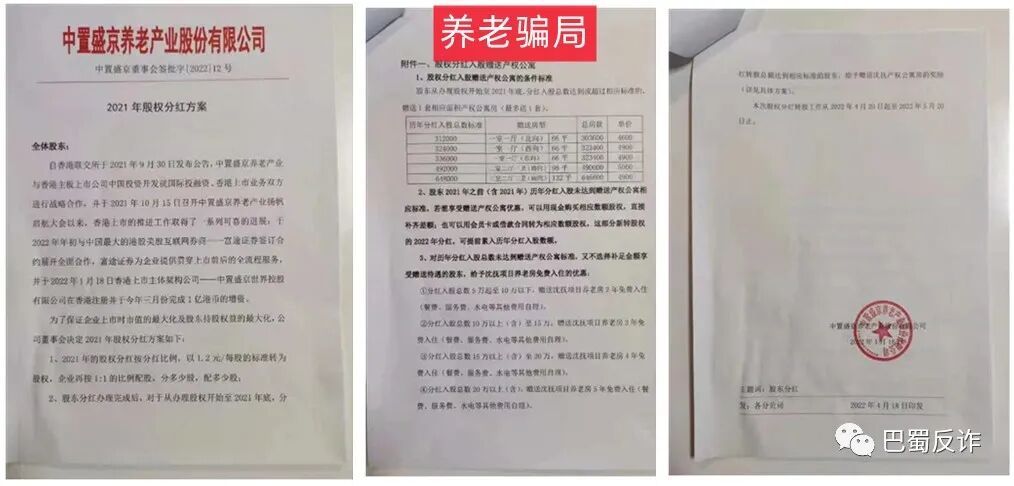 中置盛京养老产业股份有限公司
中置盛京董事会签批字[2022]12号
2021年股权分红方案
全体股东：
自香港联交所于2021年9月30日发布公告，中置盛京养老产业
与香港主板上市公司中国投资开发就国际投融资、香港上市业务双方
进行战略合作，并于2021年10月15日召开中置盛京养老产业扬帆
启航大会以来，香港上市的推进工作取得了一系列可喜的进展：于
2022年年初与中国最大的港股美股互联网券商——富途证券签订合
约展开全面合作，富途证券为企业提供贯穿上市前后的全流程服务，
并于2022年1月18日香港上市主体架构公司——中置盛京世界控股
有限公司在香港注册并于今年三月份完成1亿港币的增资。
为了保证企业上市时市值的最大化及股东持股权益的最大化，公
司董事会决定2021年股权分红方案如下：
1、2021年的股权分红按分红比例，以1.2元/每股的标准转为
股权，企业再按1:1的比例配股，分多少股，配多少股；
2、股东分红办理完成后，对于从办理股权开始至2021年底，分
养老骗局
附件一、股权分红入股赠送产权公寓
1、股权分红入股赠送产权公寓的条件标准
股东从办理股权开始至2021年底，分红入股总数达到或超过相应标准的，
赠送1套相应面积产权公寓房（最多送1套）。
历年分红入股总数标准 赠送房型 总房款 单价
312000 一室一厅（北向） 66平 303600 4600
324000 一室一厅（西向） 66平 323400 4900
336000 一室一厅（东向） 66平 323400 4900
492000 98平 490000 5000
648000 132平 646800 4900
2、股东2021年之前（含2021年）历年分红入股未达到赠送产权公寓相
应标准，若想享受赠送产权公寓优惠，可以用现金购买相应数额股权，直接
补齐差额；也可以用会员卡或借款合同转为相应数额股权，这部分新转股权
的2022年分红，可提前累入历年分红入股数额。
3、对历年分红入股总数未达到赠送产权公寓标准，又不选择补足金额享
受赠送待遇的股东，给予沈抚项目养老房免费入住的优惠：
①分红入股总数5万起至10万以下，赠送沈抚项目养老房2年免费入住
（餐费、服务费、水电等其他费用自理）。
②分红入股总数10万以上（含）至15万，赠送沈抚项目养老房3年免
费入住（餐费、服务费、水电等其他费用自理）。
③分红入股总数15万以上（含）至20万，赠送沈抚项目养老房4年免
费入住（餐费、服务费、水电等其他费用自理）。
④分红入股总数20万以上（含），赠送沈抚项目养老房5年免费入住（餐
费、服务费、水电等其他费用自理）。
红转股总额达到相应标准的股东，给予赠送沈抚产权公寓房的奖励
（详见具体方案）。
本次股权分红转股工作从2022年4月20日起至2022年5月20
日止。
中置盛京养老产业股份有限公司
主题词：股东分红
发：各分公司 2022年4月18日印发
巴蜀反诈